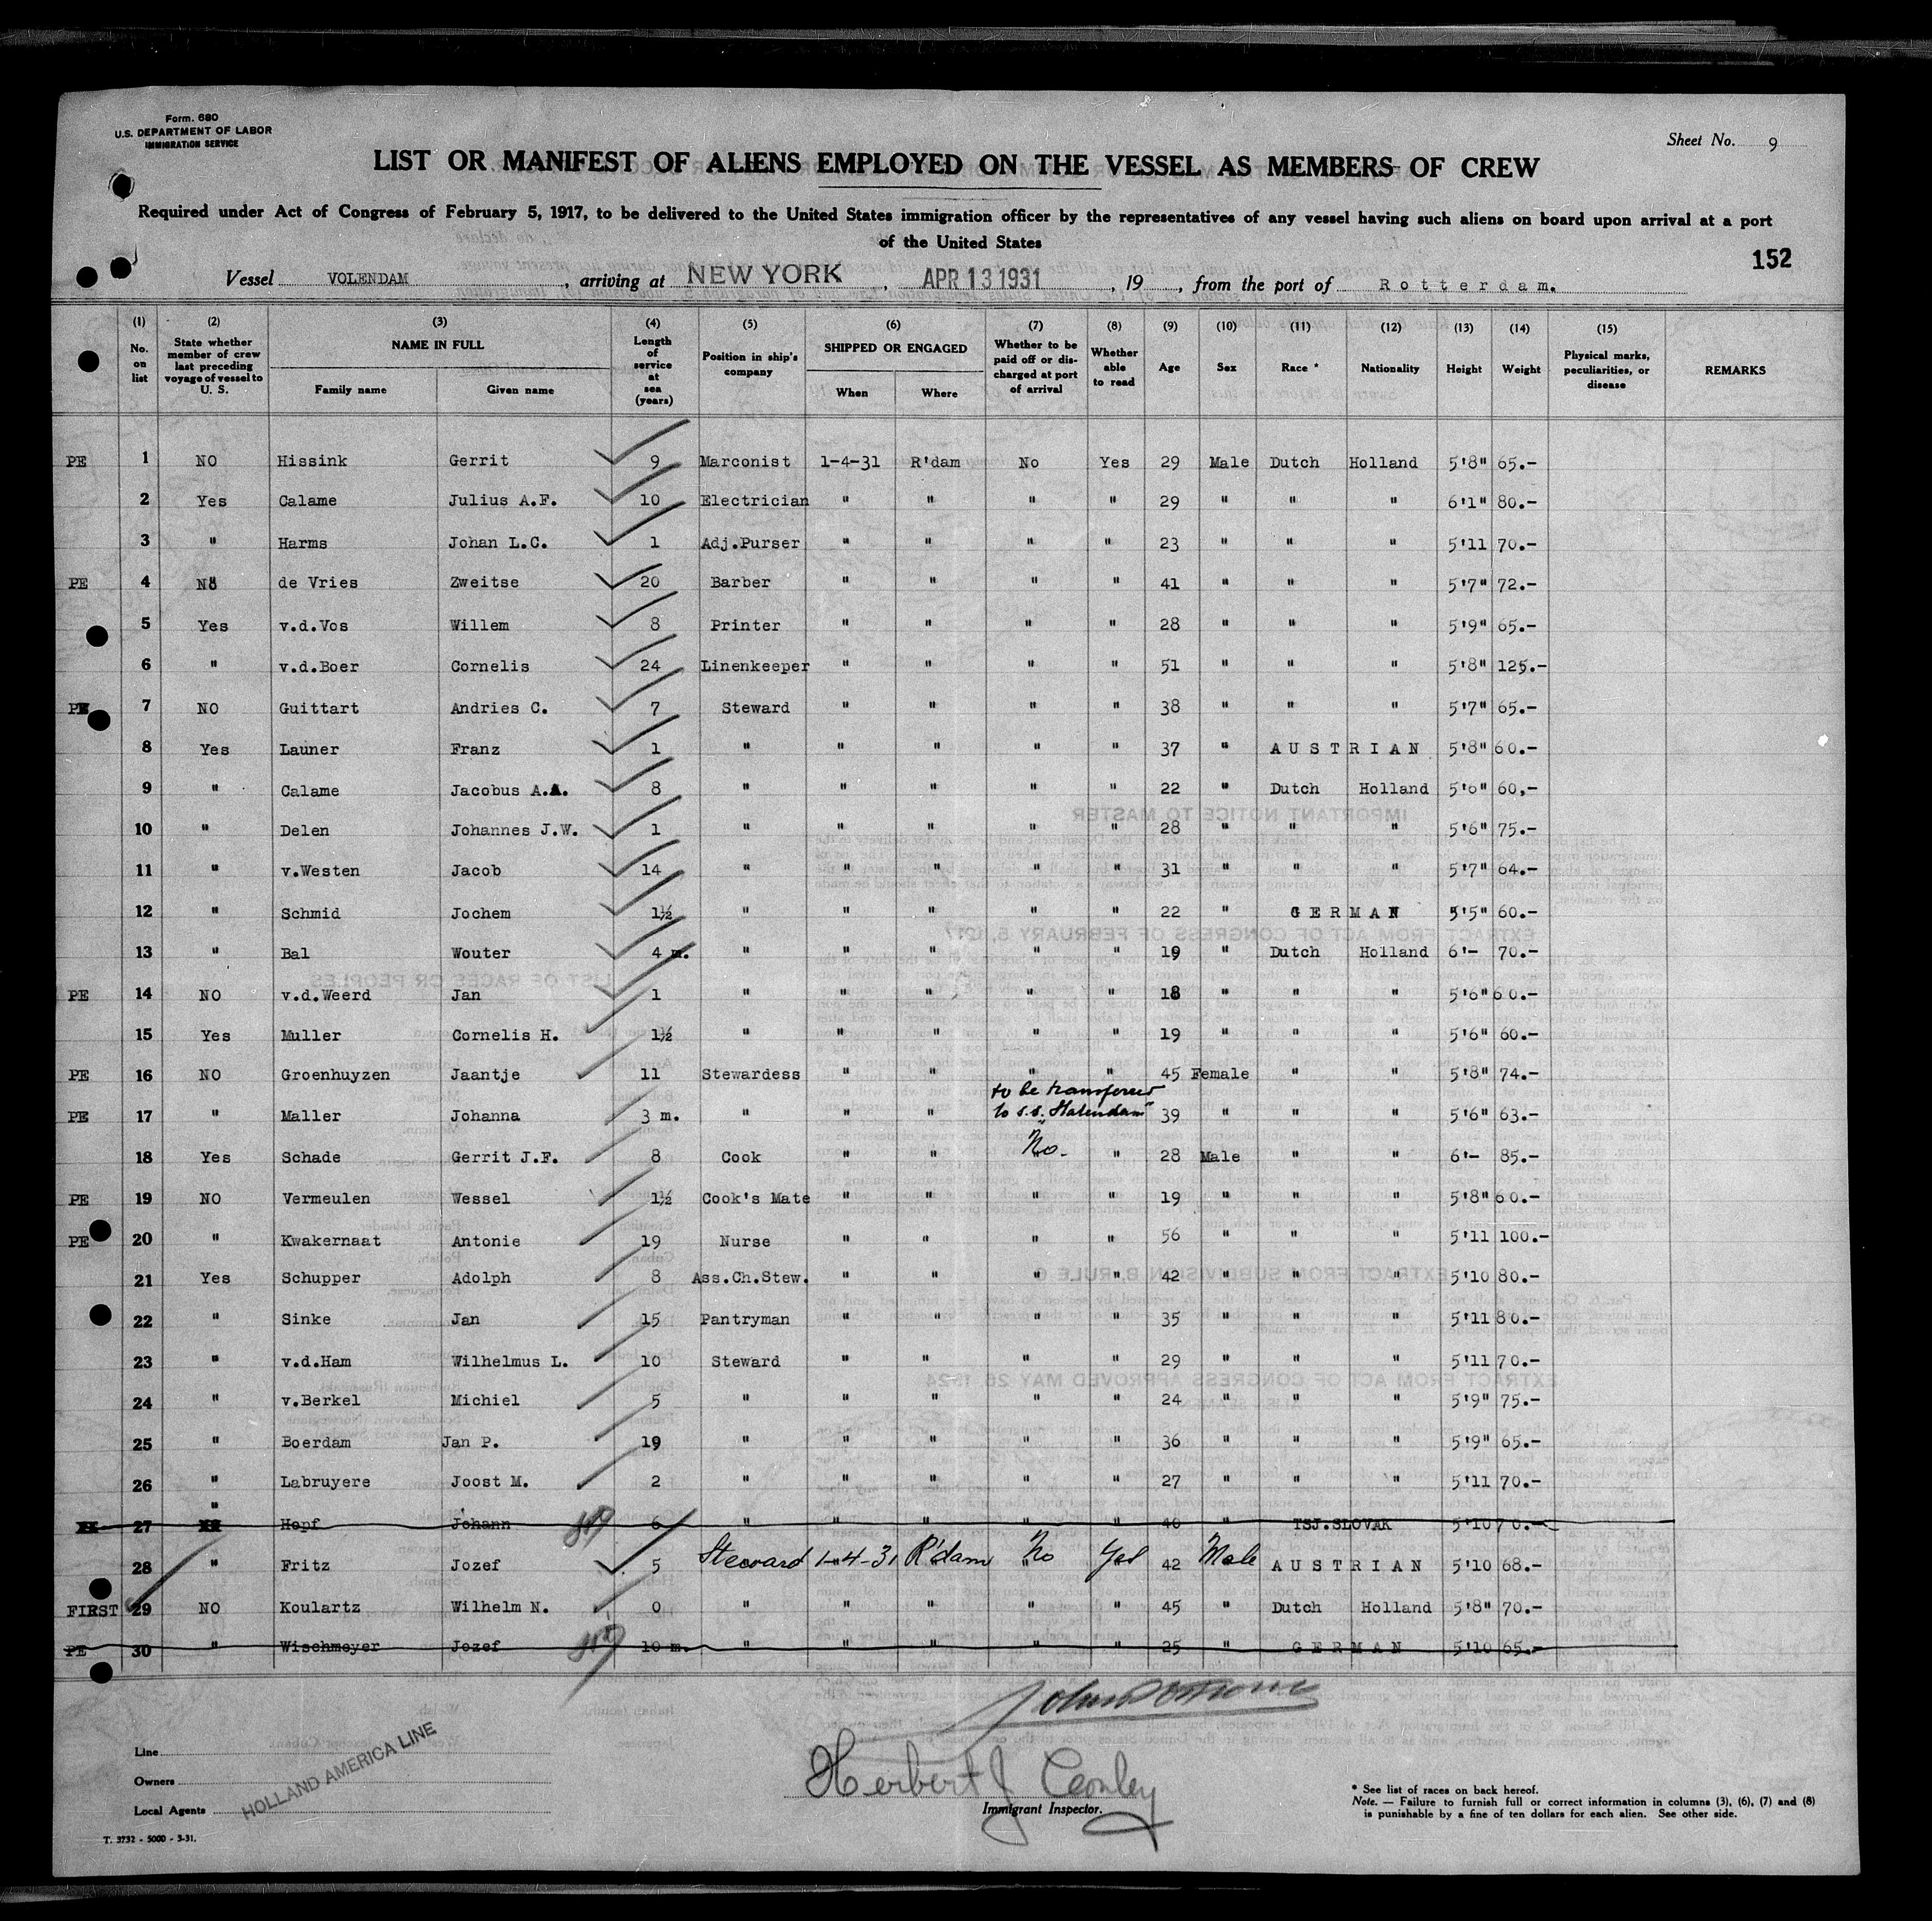 Form. 680
U.S. DEPARTMENT OF LABOR
IMMIGRATION SERVICE
Sheet No. 9
LIST OR MANIFEST OF ALIENS EMPLOYED ON THE VESSEL AS MEMBERS OF CREW
Required under Act of Congress of February 5, 1917, to be delivered to the United States immigration officer by the representatives of any vessel having such aliens on board upon arrival at a port
of the United States
152
Vessel VOLENDAM, arriving at NEW YORK, APR 13 1931, 19 , from the port of Rotterdam.
(1) No. on list (2) State whether member of crew last preceding voyage of vessel to U. S. (3) NAME IN FULL Family name Given name (4) Length of service at sea (years) (5) Position in ship's company (6) SHIPPED OR ENGAGED When Where (7) Whether to be paid off or discharged at port of arrival (8) Whether able to read (9) Age (10) Sex (11) Race * (12) Nationality (13) Height (14) Weight (15) Physical marks, peculiarities, or disease REMARKS
PE 1 NO Hissink Gerrit 9 Marconist 1-4-31 R'dam No Yes 29 Male Dutch Holland 5'8" 65.-
2 Yes Calame Julius A.F. 10 Electrician " " " " 29 " " " 6'1" 80.-
3 " Harms Johan L.C. 1 Adj.Purser " " " " 23 " " " 5'11 70.-
PE 4 NO de Vries Zweitse 20 Barber " " " " 41 " " " 5'7" 72.-
5 Yes v.d.Vos Willem 8 Printer " " " " 28 " " " 5'9" 65.-
6 " v.d.Boer Cornelis 24 Linenkeeper " " " " 51 " " " 5'8" 125.-
PE 7 NO Guittart Andries C. 7 Steward " " " " 38 " " " 5'7" 65.-
8 Yes Launer Franz 1 " " " " " 37 " AUSTRIAN 5'8" 60.-
9 " Calame Jacobus A.A. 8 " " " " " 22 " Dutch Holland 5'6" 60,-
10 " Delen Johannes J.W. 1 " " " " " 28 " " " 5'6" 75.-
11 " v.Westen Jacob 14 " " " " " 31 " " " 5'7" 64.-
12 " Schmid Jochem 1½ " " " " " 22 " GERMAN 5'5" 60.-
13 " Bal Wouter 4 m. " " " " " 19 " Dutch Holland 6'- 70.-
PE 14 NO v.d.Weerd Jan 1 " " " " " 18 " " " 5'6" 60.-
15 Yes Muller Cornelis H. 1½ " " " " " 19 " " " 5'6" 60.-
PE 16 NO Groenhuyzen Jaantje 11 Stewardess " " " " 45 Female " " 5'8" 74.-
PE 17 " Maller Johanna 3 m. " " " to be transferred to s.s. "Statendam" 39 " " 5'6" 63.-
18 Yes Schade Gerrit J.F. 8 Cook " " No - " 28 Male " " 6'- 85.-
PE 19 NO Vermeulen Wessel 1½ Cook's Mate " " " " 19 " " " 5'8" 60.-
PE 20 " Kwakernaat Antonie 19 Nurse " " " " 56 " " " 5'11 100.-
21 Yes Schupper Adolph 8 Ass.Ch.Stew. " " " " 42 " " " 5'10 80.-
22 " Sinke Jan 15 Pantryman " " " " 35 " " " 5'11 80.-
23 " v.d.Ham Wilhelmus L. 10 Steward " " " " 29 " " " 5'11 70.-
24 " v.Berkel Michiel 5 " " " " " 24 " " " 5'9" 75.-
25 " Boerdam Jan P. 19 " " " " " 36 " " " 5'9" 65.-
26 " Labruyere Joost M. 2 " " " " " 27 " " " 5'11 70.-
27 " Hopf Johann 6 " " " " " 40 " TSJ.SLOVAK 5'10 70.-
28 " Fritz Jozef 5 Steward 1-4-31 R'dam No Yes 42 Male AUSTRIAN 5'10 68.-
FIRST 29 NO Koulartz Wilhelm N. 0 " " " " " 45 " Dutch Holland 5'8" 70.-
PE 30 " Wischmeyer Jozef 10 m. " " " " " 25 " GERMAN 5'10 65.-
Line
Owners
Local Agents
HOLLAND AMERICA LINE
Herbert J Conley
Immigrant Inspector.
* See list of races on back hereof.
Note. — Failure to furnish full or correct information in columns (3), (6), (7) and (8)
is punishable by a fine of ten dollars for each alien. See other side.
T. 3732 - 5000 - 3-31.